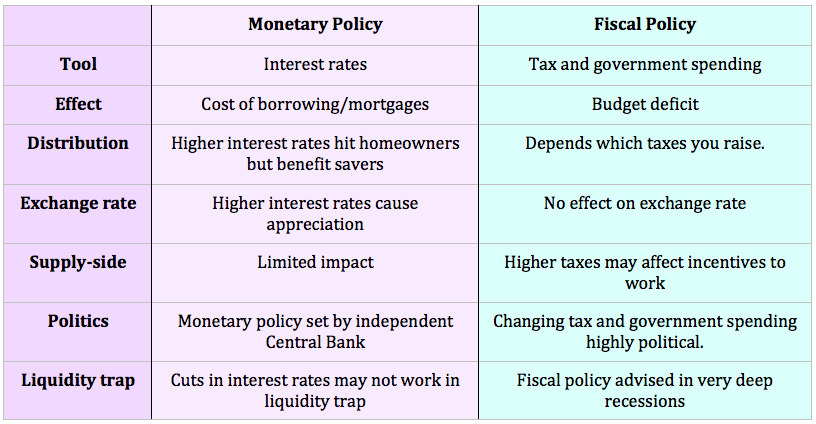 Monetary Policy Fiscal Policy
Tool Interest rates Tax and government spending
Effect Cost of borrowing/mortgages Budget deficit
Distribution Higher interest rates hit homeowners Depends which taxes you raise.
but benefit savers
Exchange rate Higher interest rates cause No effect on exchange rate
appreciation
Supply-side Limited impact Higher taxes may affect incentives to
work
Politics Monetary policy set by independent Changing tax and government spending
Central Bank highly political.
Liquidity trap Cuts in interest rates may not work in Fiscal policy advised in very deep
liquidity trap recessions